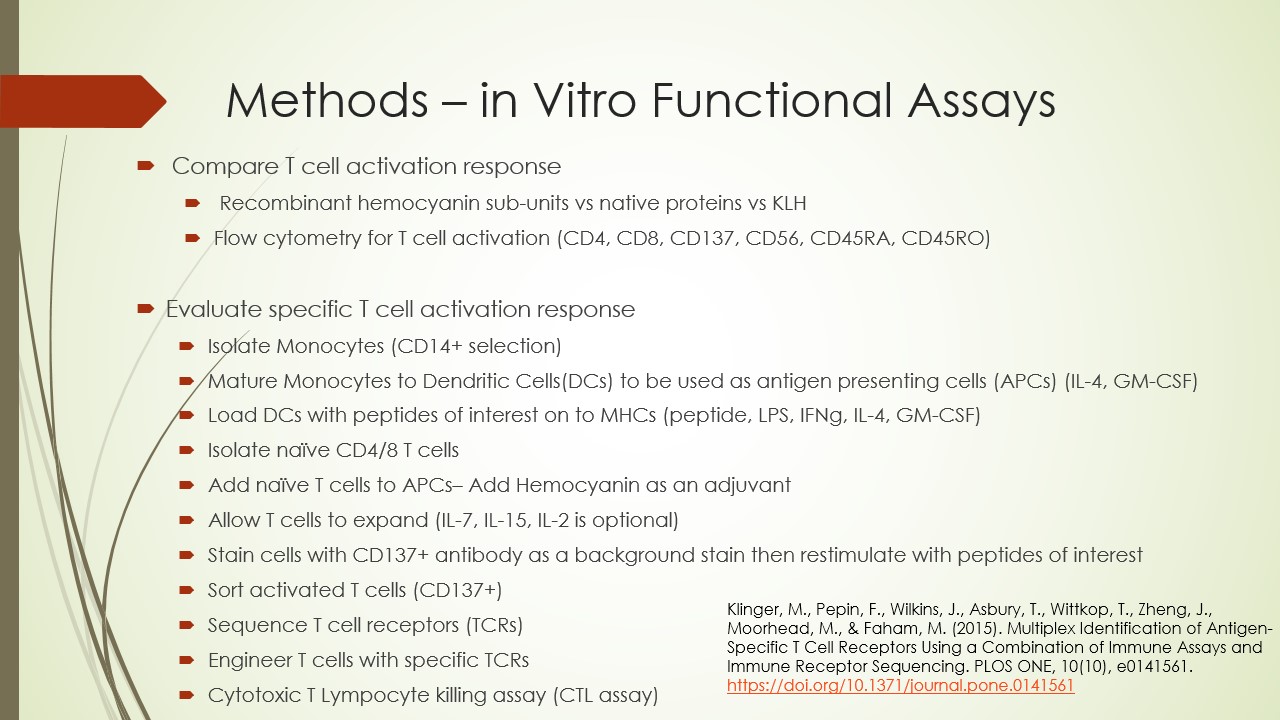 Methods – in Vitro Functional Assays
Compare T cell activation response
Recombinant hemocyanin sub-units vs native proteins vs KLH
Flow cytometry for T cell activation (CD4, CD8, CD137, CD56, CD45RA, CD45RO)
Evaluate specific T cell activation response
Isolate Monocytes (CD14+ selection)
Mature Monocytes to Dendritic Cells(DCs) to be used as antigen presenting cells (APCs) (IL-4, GM-CSF)
Load DCs with peptides of interest on to MHCs (peptide, LPS, IFNg, IL-4, GM-CSF)
Isolate naïve CD4/8 T cells
Add naïve T cells to APCs– Add Hemocyanin as an adjuvant
Allow T cells to expand (IL-7, IL-15, IL-2 is optional)
Stain cells with CD137+ antibody as a background stain then restimulate with peptides of interest
Sort activated T cells (CD137+)
Sequence T cell receptors (TCRs)
Engineer T cells with specific TCRs
Cytotoxic T Lympocyte killing assay (CTL assay)
Klinger, M., Pepin, F., Wilkins, J., Asbury, T., Wittkop, T., Zheng, J.,
Moorhead, M., & Faham, M. (2015). Multiplex Identification of Antigen-
Specific T Cell Receptors Using a Combination of Immune Assays and
Immune Receptor Sequencing. PLOS ONE, 10(10), e0141561.
https://doi.org/10.1371/journal.pone.0141561